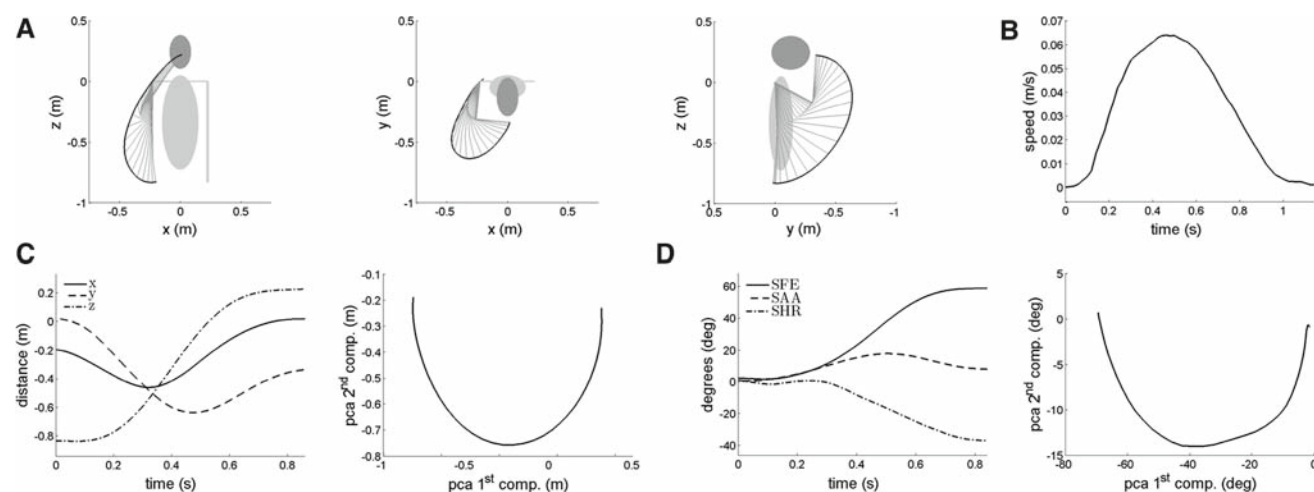 A
0.5
0
-0.5
-1
z (m)
-0.5 0 0.5
x (m)
0.5
0
-0.5
-1
y (m)
-0.5 0 0.5
x (m)
0.5
0
-0.5
-1
z (m)
0.5 0 -0.5 -1
y (m)
B
0.07
0.06
0.05
0.04
0.03
0.02
0.01
0
speed (m/s)
0 0.2 0.4 0.6 0.8 1
time (s)
C
x
y
z
0.2
0
-0.2
-0.4
-0.6
-0.8
distance (m)
0 0.2 0.4 0.6 0.8
time (s)
-0.1
-0.2
-0.3
-0.4
-0.5
-0.6
-0.7
-0.8
pca 2nd comp. (m)
-1 -0.5 0 0.5
pca 1st comp. (m)
D
SFE
SAA
SHR
60
40
20
0
-20
-40
degrees (deg)
0 0.2 0.4 0.6 0.8
time (s)
5
0
-5
-10
-15
pca 2nd comp. (deg)
-80 -60 -40 -20 0
pca 1st comp. (deg)